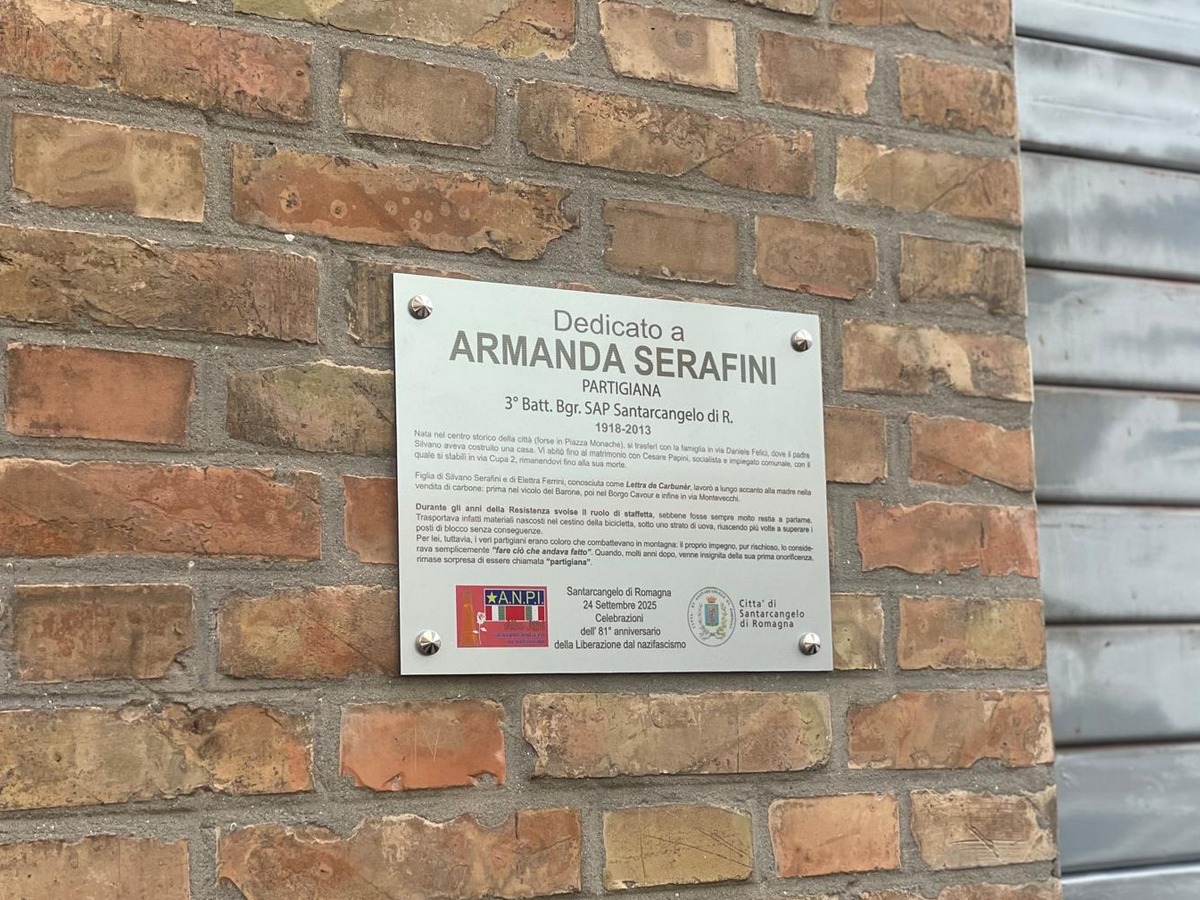 Dedicato a
ARMANDA SERAFINI
PARTIGIANA
3° Batt. Bgr. SAP Santarcangelo di R.
1918-2013
Nata nel centro storico della città (forse in Piazza Monache), si trasferì con la famiglia in via Daniele Felici, dove il padre
Silvano aveva costruito una casa. Vi abitò fino al matrimonio con Cesare Papini, socialista e impiegato comunale, con il
quale si stabilì in via Cupa 2, rimanendovi fino alla sua morte.
Figlia di Silvano Serafini e di Elettra Ferrini, conosciuta come Lettra de Carbunér, lavorò a lungo accanto alla madre nella
vendita di carbone: prima nel vicolo del Barone, poi nel Borgo Cavour e infine in via Montevecchi.
Durante gli anni della Resistenza svolse il ruolo di staffetta, sebbene fosse sempre molto restia a parlarne.
Trasportava infatti materiali nascosti nel cestino della bicicletta, sotto uno strato di uova, riuscendo più volte a superare i
posti di blocco senza conseguenze.
Per lei, tuttavia, i veri partigiani erano coloro che combattevano in montagna: il proprio impegno, pur rischioso, lo conside-
rava semplicemente "fare ciò che andava fatto". Quando, molti anni dopo, venne insignita della sua prima onorificenza,
rimase sorpresa di essere chiamata "partigiana".
A.N.P.I.
Santarcangelo di Romagna
24 Settembre 2025
Celebrazioni
dell' 81° anniversario
della Liberazione dal nazifascismo
Citta' di
Santarcangelo
di Romagna